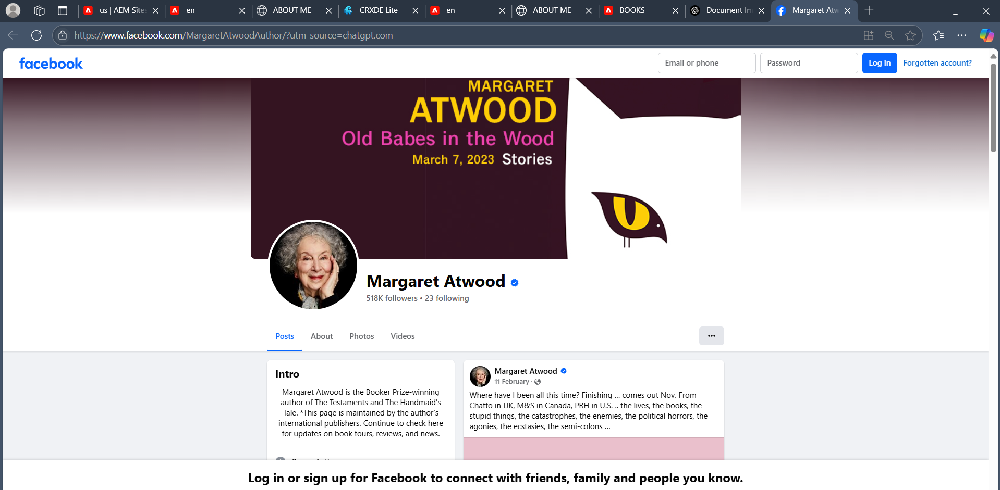 us | AEM Sites
en
ABOUT ME
CRXDE Lite
en
ABOUT ME
BOOKS
Document Im
Margaret Atw
https://www.facebook.com/MargaretAtwoodAuthor/?utm_source=chatgpt.com
facebook
Email or phone
Password
Log in
Forgotten account?
MARGARET
ATWOOD
Old Babes in the Wood
March 7, 2023 Stories
Margaret Atwood
518K followers • 23 following
Posts
About
Photos
Videos
Intro
Margaret Atwood is the Booker Prize-winning
author of The Testaments and The Handmaid's
Tale. *This page is maintained by the author's
international publishers. Continue to check here
for updates on book tours, reviews, and news.
Margaret Atwood
11 February ·
Where have I been all this time? Finishing ... comes out Nov. From
Chatto in UK, M&S in Canada, PRH in U.S. .. the lives, the books, the
stupid things, the catastrophes, the enemies, the political horrors, the
agonies, the ecstasies, the semi-colons ...
Log in or sign up for Facebook to connect with friends, family and people you know.